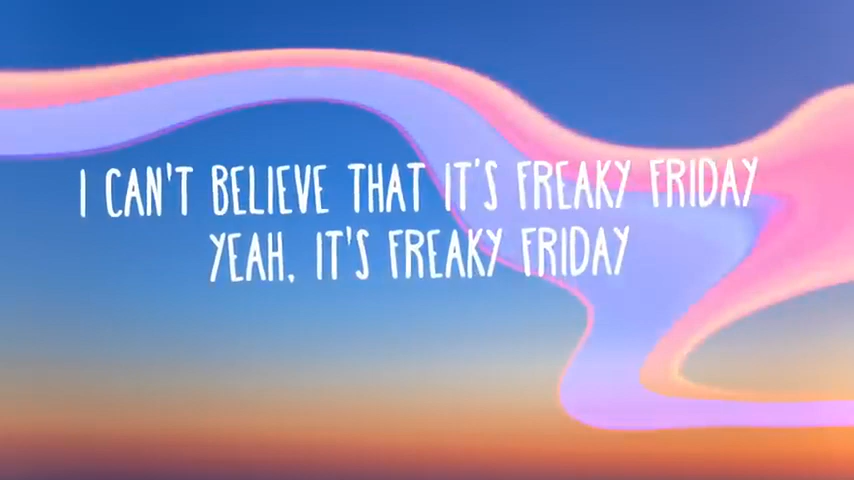 I CAN'T BELIEVE THAT IT'S FREAKY FRIDAY
YEAH, IT'S FREAKY FRIDAY